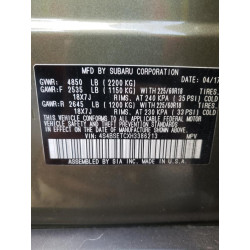 MFD BY SUBARU CORPORATION 04/17
GVWR: 4850 LB ( 2200 KG)
GAWR: F 2535 LB ( 1150 KG) WITH 225/60R18 TIRES,
18X7J RIMS, AT 240 KPA ( 35 PSI) COLD
GAWR: R 2645 LB ( 1200 KG) WITH 225/60R18 TIRES,
18X7J RIMS, AT 230 KPA ( 33 PSI) COLD
THIS VEHICLE CONFORMS TO ALL APPLICABLE
FEDERAL MOTOR VEHICLE SAFETY AND
THEFT PREVENTION STANDARDS IN EFFECT
ON THE DATE OF MANUFACTURE SHOWN ABOVE.
VIN: 4S4BSETCXH3386213 MPV
ASSEMBLED BY SIA INC. MADE IN U.S.A.